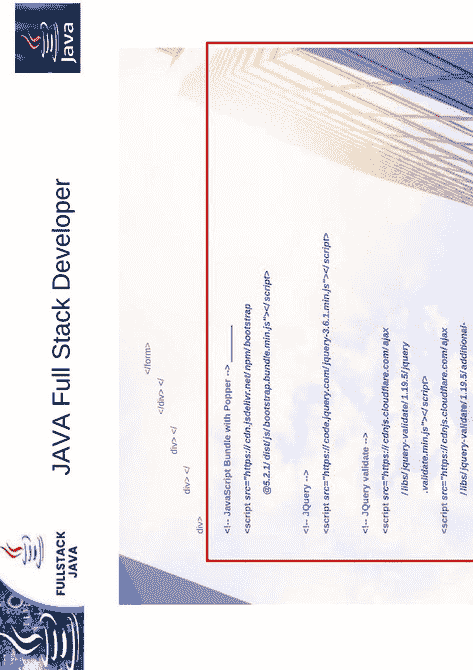 Java
JAVA Full Stack Developer
FULLSTACK
JAVA
</form>
</div> </
div> </
div> </
div>
<!-- JavaScript Bundle with Popper -->
<script src="https://cdn.jsdelivr.net/ npm/ bootstrap
@5.2.1/ dist/ js/ bootstrap.bundle.min.js"></ script>
<!-- JQuery -->
<script src="https:// code.jquery.com/ jquery-3.6.1.min.js"></ script>
<!-- JQuery validate -->
<script src="https:// cdnjs.cloudflare.com/ ajax
/ libs/ jquery-validate/ 1.19.5/ jquery
.validate.min.js"></ script>
<script src="https:// cdnjs.cloudflare.com/ ajax
/ libs/ jquery-validate/ 1.19.5/ additional-